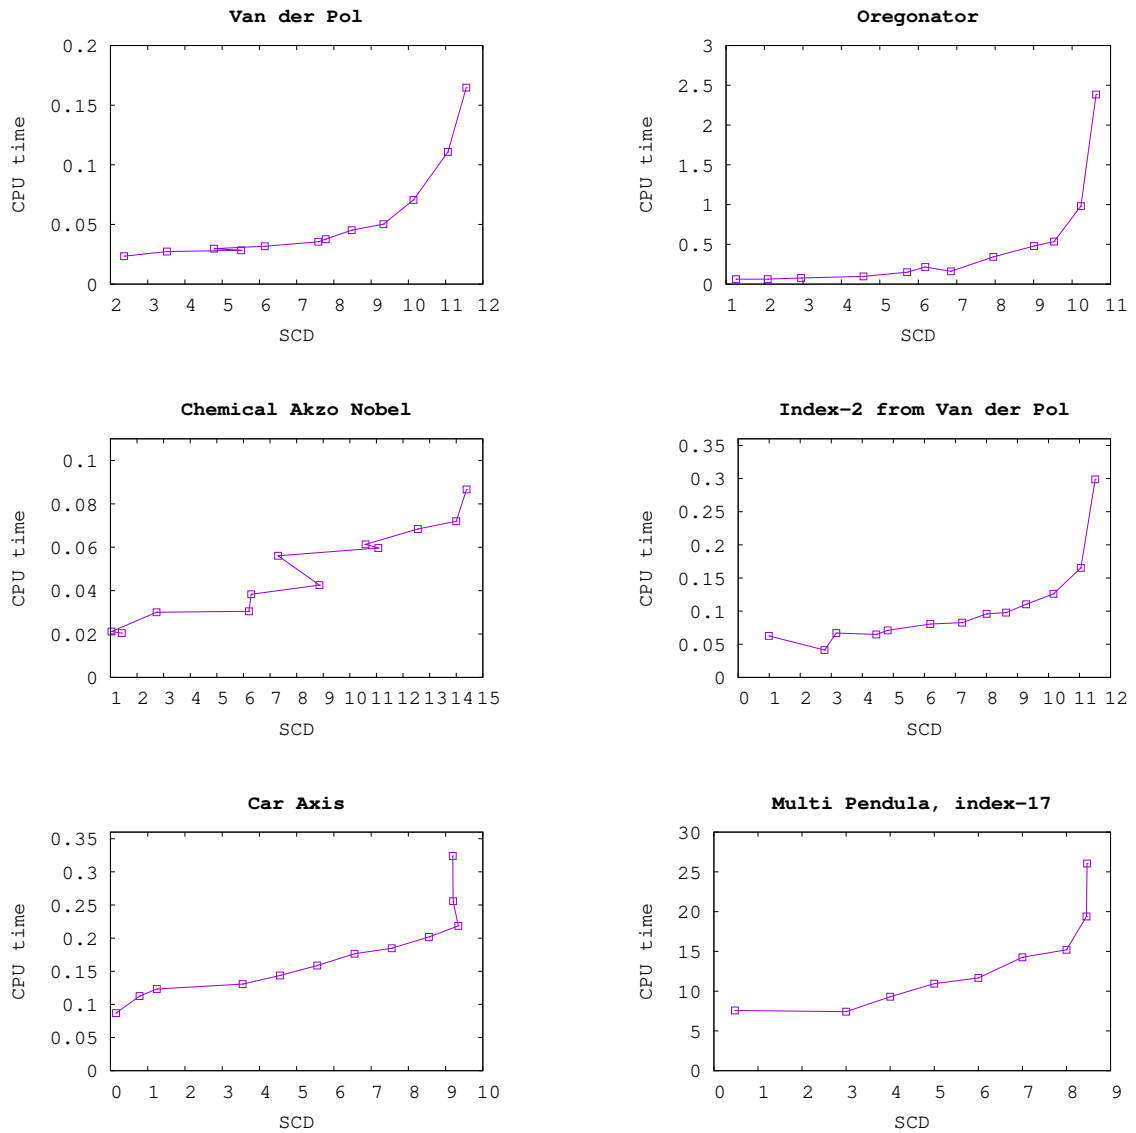 Van der Pol
CPU time
0.2
0.15
0.1
0.05
0
2 3 4 5 6 7 8 9 10 11 12
SCD
Oregonator
CPU time
3
2.5
2
1.5
1
0.5
0
1 2 3 4 5 6 7 8 9 10 11
SCD
Chemical Akzo Nobel
CPU time
0.1
0.08
0.06
0.04
0.02
0
1 2 3 4 5 6 7 8 9 10 11 12 13 14 15
SCD
Index-2 from Van der Pol
CPU time
0.35
0.3
0.25
0.2
0.15
0.1
0.05
0
0 1 2 3 4 5 6 7 8 9 10 11 12
SCD
Car Axis
CPU time
0.35
0.3
0.25
0.2
0.15
0.1
0.05
0
0 1 2 3 4 5 6 7 8 9 10
SCD
Multi Pendula, index-17
CPU time
30
25
20
15
10
5
0
0 1 2 3 4 5 6 7 8 9
SCD